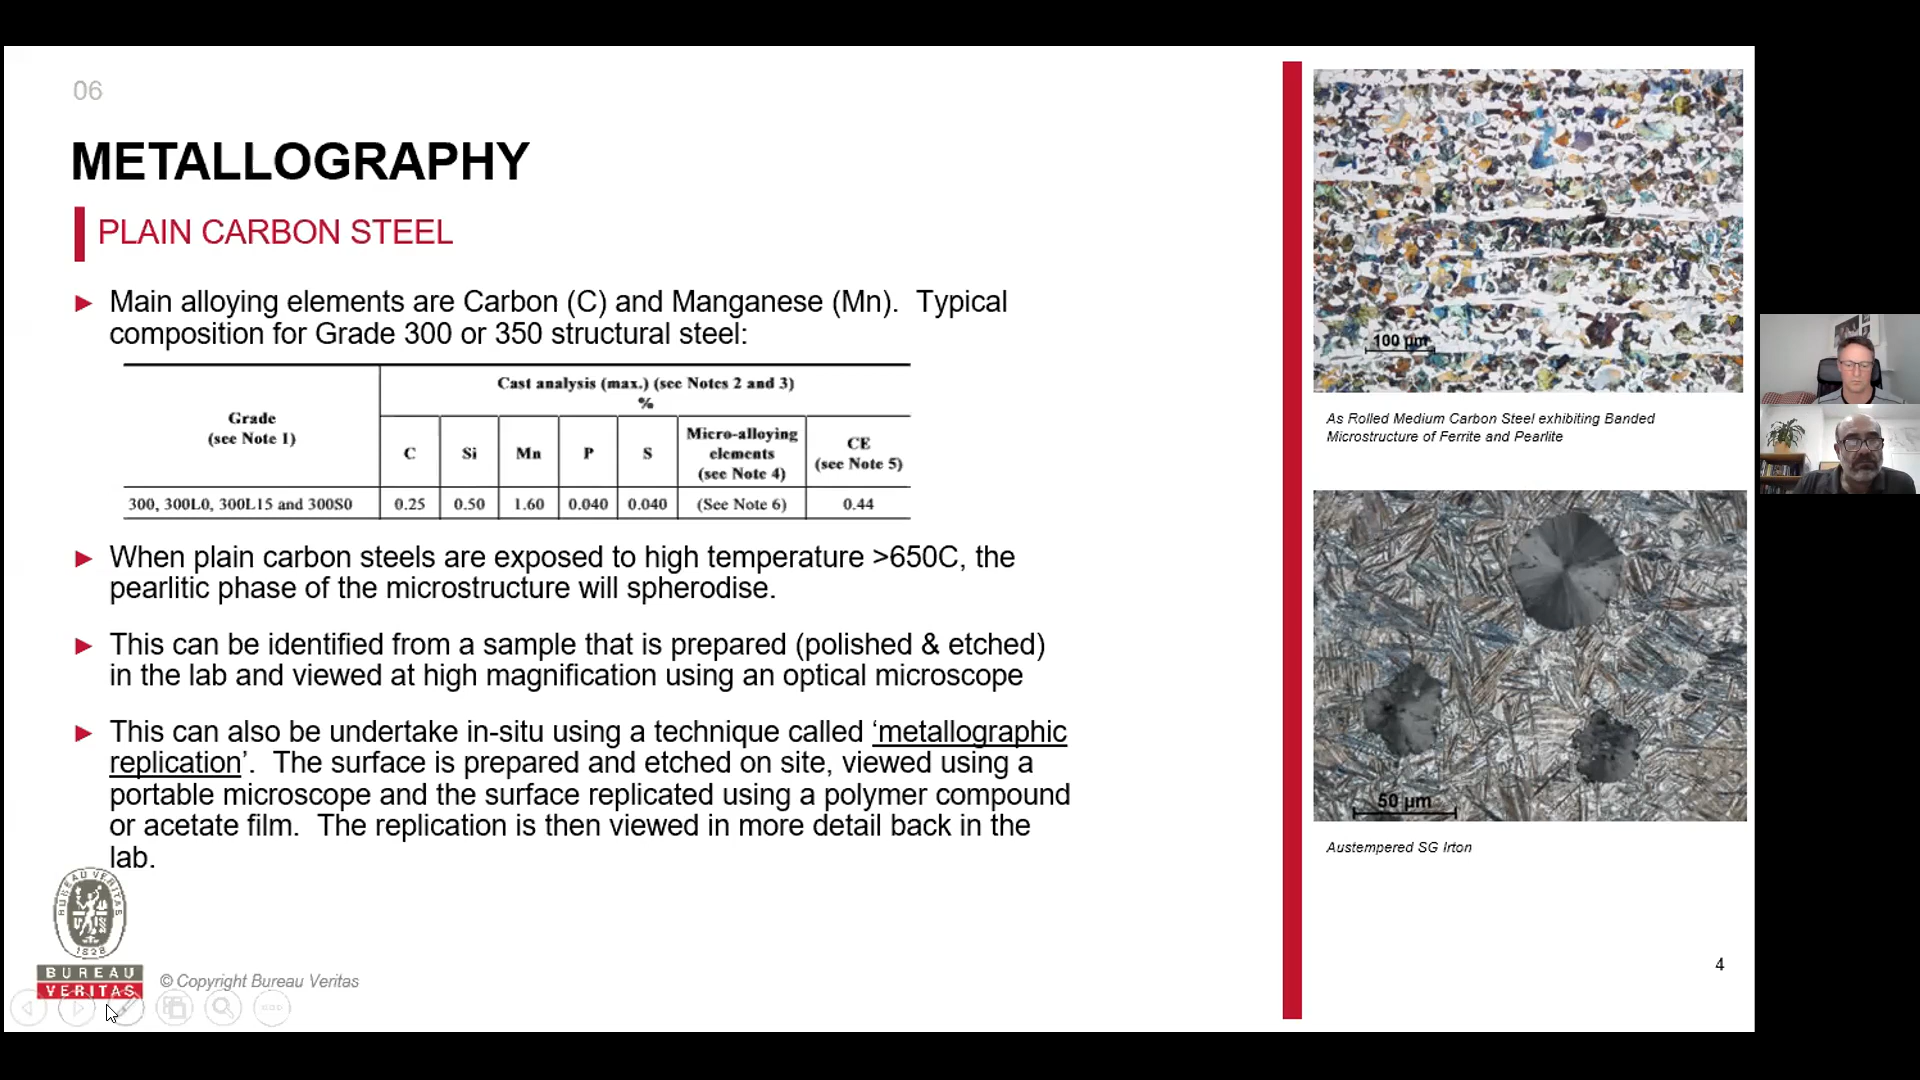 06
METALLOGRAPHY
PLAIN CARBON STEEL
Main alloying elements are Carbon (C) and Manganese (Mn).  Typical
composition for Grade 300 or 350 structural steel:
Grade
(see Note 1)
Cast analysis (max.) (see Notes 2 and 3)
%
C
Si
Mn
P
S
Micro-alloying
elements
(see Note 4)
CE
(see Note 5)
300, 300L0, 300L15 and 300S0
0.25
0.50
1.60
0.040
0.040
(See Note 6)
0.44
When plain carbon steels are exposed to high temperature >650C, the
pearlitic phase of the microstructure will spherodise.
This can be identified from a sample that is prepared (polished & etched)
in the lab and viewed at high magnification using an optical microscope
This can also be undertake in-situ using a technique called ‘metallographic
replication’.  The surface is prepared and etched on site, viewed using a
portable microscope and the surface replicated using a polymer compound
or acetate film.  The replication is then viewed in more detail back in the
lab.
BUREAU VERITAS
1828
BUREAU
VERITAS
© Copyright Bureau Veritas
100 µm
As Rolled Medium Carbon Steel exhibiting Banded
Microstructure of Ferrite and Pearlite
50 µm
Austempered SG Irton
4